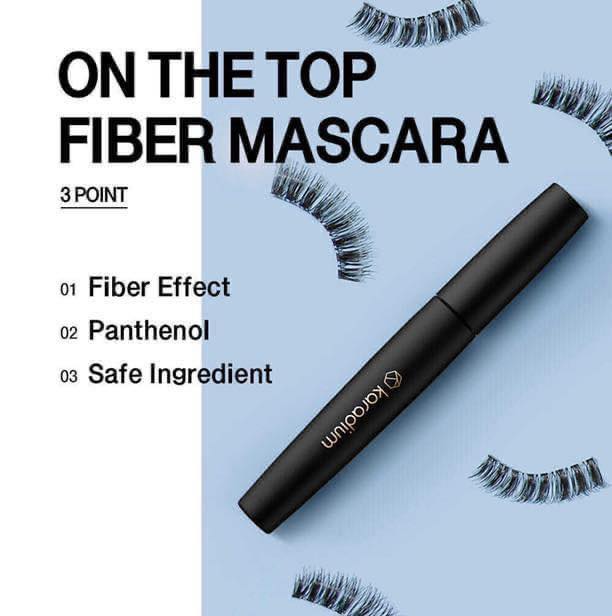 ON THE TOP
FIBER MASCARA
3 POINT
01 Fiber Effect
02 Panthenol
03 Safe Ingredient
karadium